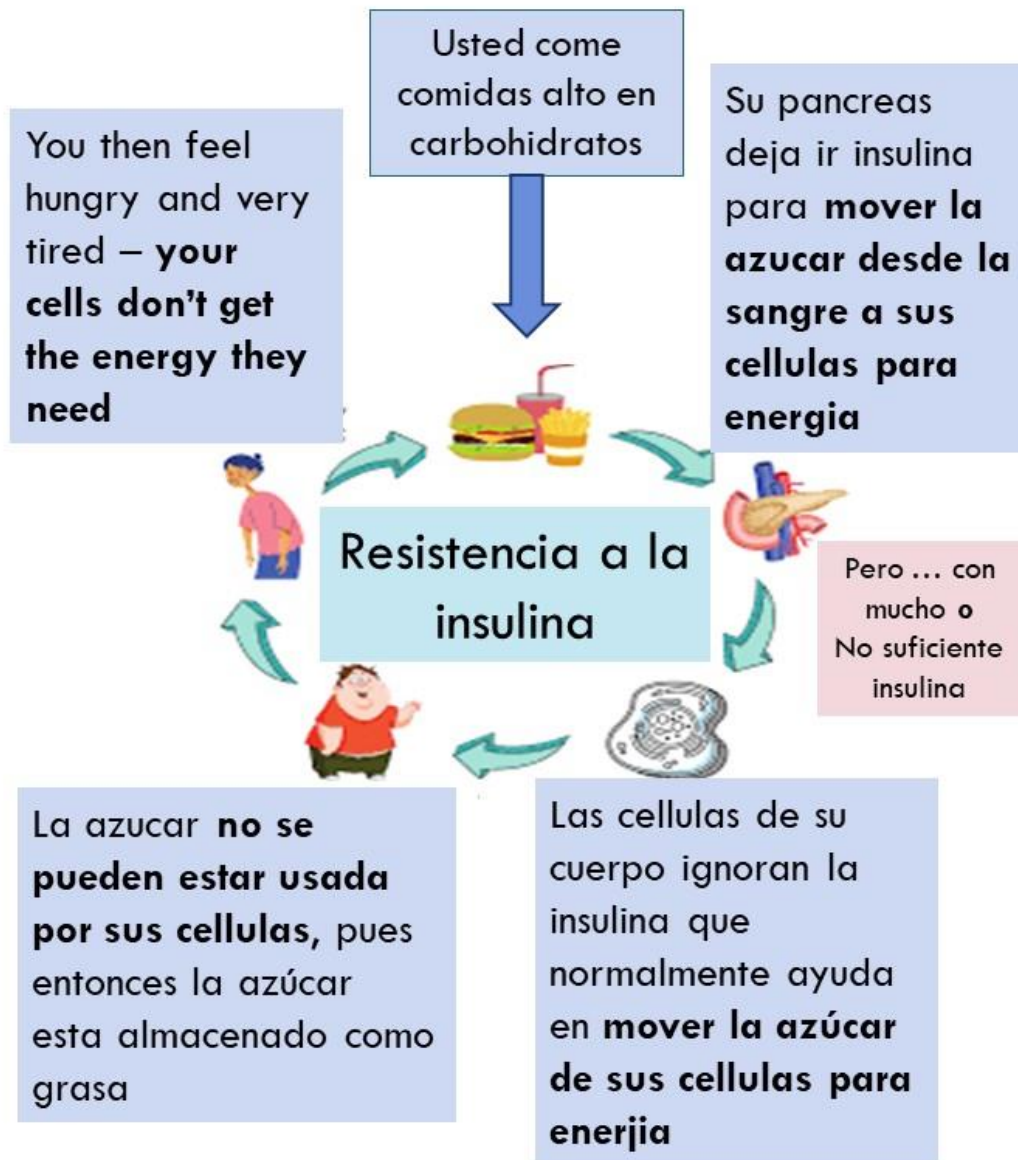 Usted come
comidas alto en
carbohidratos
Su pancreas
deja ir insulina
para mover la
azucar desde la
sangre a sus
cellulas para
energia
Pero ... con
mucho o
No suficiente
insulina
Las cellulas de su
cuerpo ignoran la
insulina que
normalmente ayuda
en mover la azúcar
de sus cellulas para
enerjia
La azucar no se
pueden estar usada
por sus cellulas, pues
entonces la azúcar
esta almacenado como
grasa
You then feel
hungry and very
tired – your
cells don't get
the energy they
need
Resistencia a la
insulina